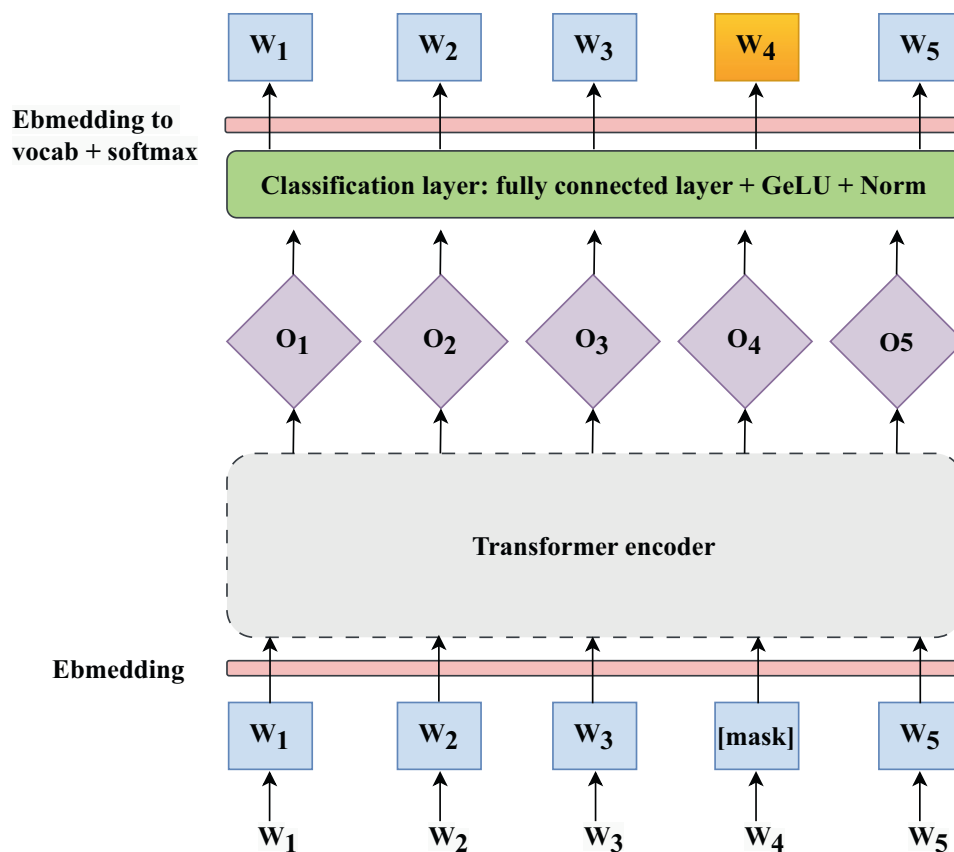 W1 W2 W3 W4 W5
Ebmedding to
vocab + softmax
Classification layer: fully connected layer + GeLU + Norm
O1 O2 O3 O4 O5
Transformer encoder
Ebmedding
W1 W2 W3 [mask] W5
W1 W2 W3 W4 W5